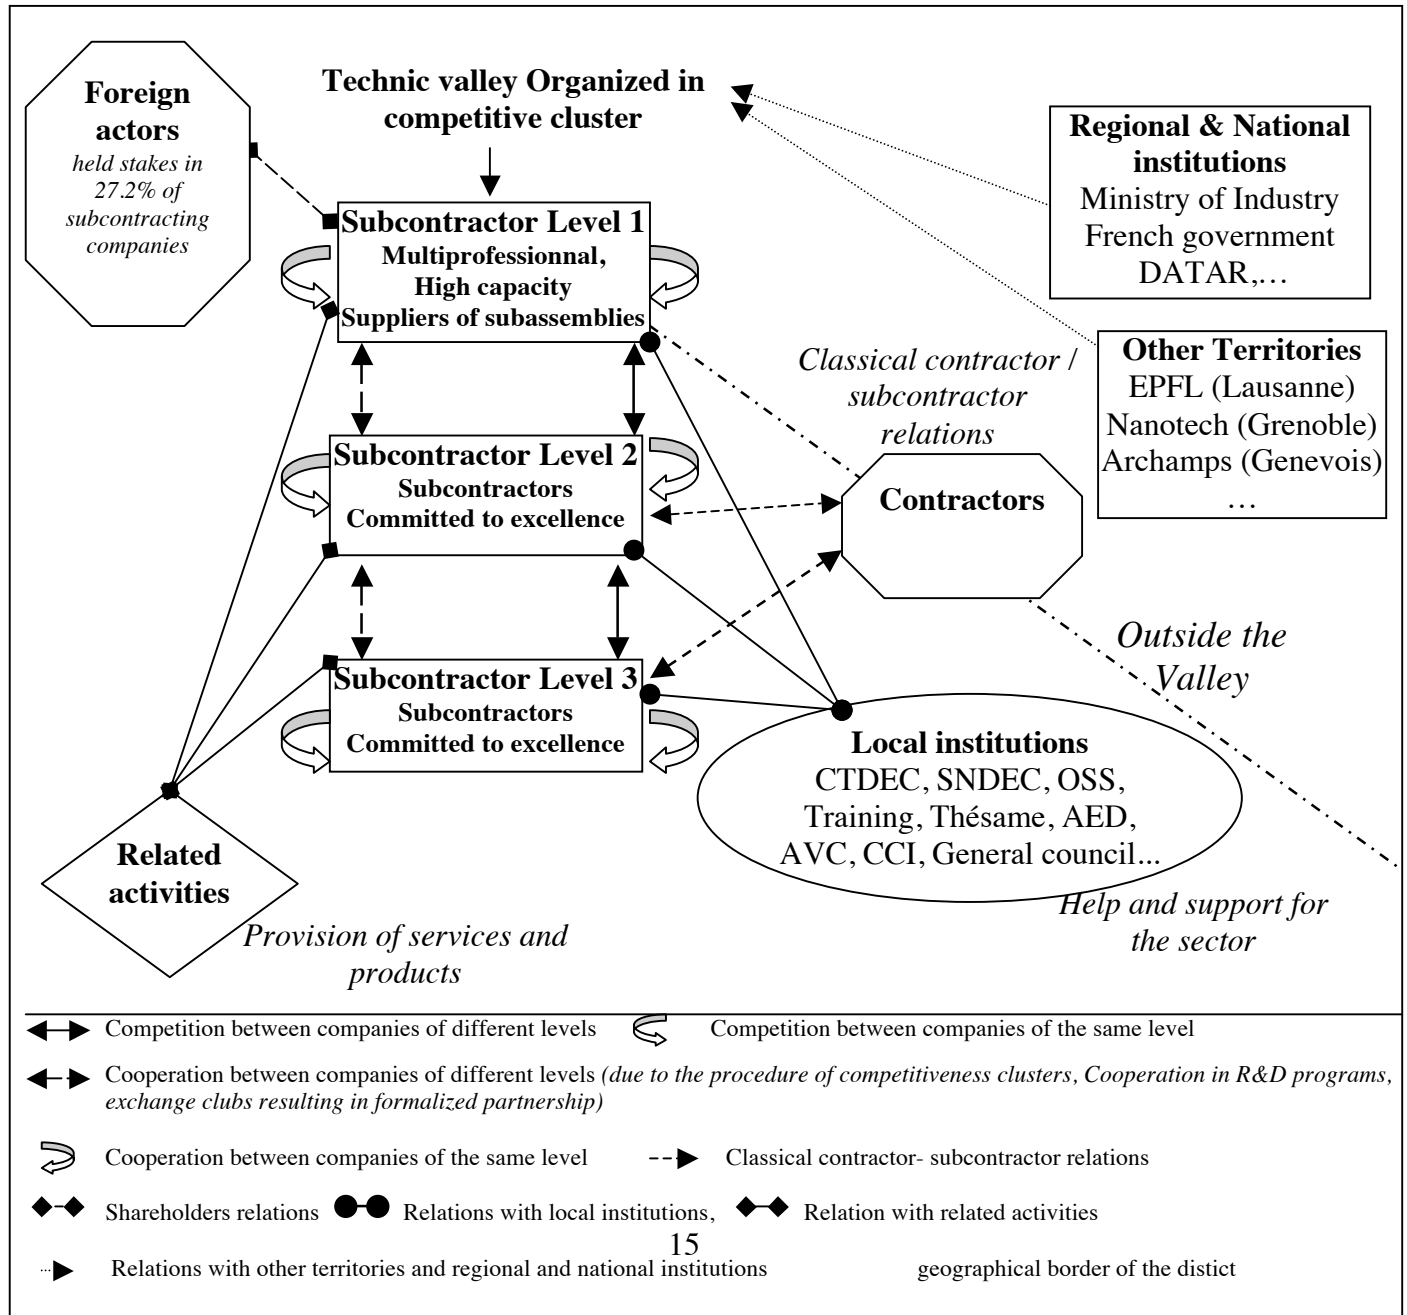 Foreign
actors
held stakes in
27.2% of
subcontracting
companies
Technic valley Organized in
competitive cluster
Regional & National
institutions
Ministry of Industry
French government
DATAR,…
Subcontractor Level 1
Multiprofessionnal,
High capacity
Suppliers of subassemblies
Other Territories
EPFL (Lausanne)
Nanotech (Grenoble)
Archamps (Genevois)
…
Classical contractor /
subcontractor
relations
Subcontractor Level 2
Subcontractors
Committed to excellence
Contractors
Outside the
Valley
Subcontractor Level 3
Subcontractors
Committed to excellence
Local institutions
CTDEC, SNDEC, OSS,
Training, Thésame, AED,
AVC, CCI, General council...
Related
activities
Help and support for
the sector
Provision of services and
products
Competition between companies of different levels
Competition between companies of the same level
Cooperation between companies of different levels (due to the procedure of competitiveness clusters, Cooperation in R&D programs,
exchange clubs resulting in formalized partnership)
Cooperation between companies of the same level
Classical contractor- subcontractor relations
Shareholders relations
Relations with local institutions,
Relation with related activities
15
Relations with other territories and regional and national institutions
geographical border of the distict